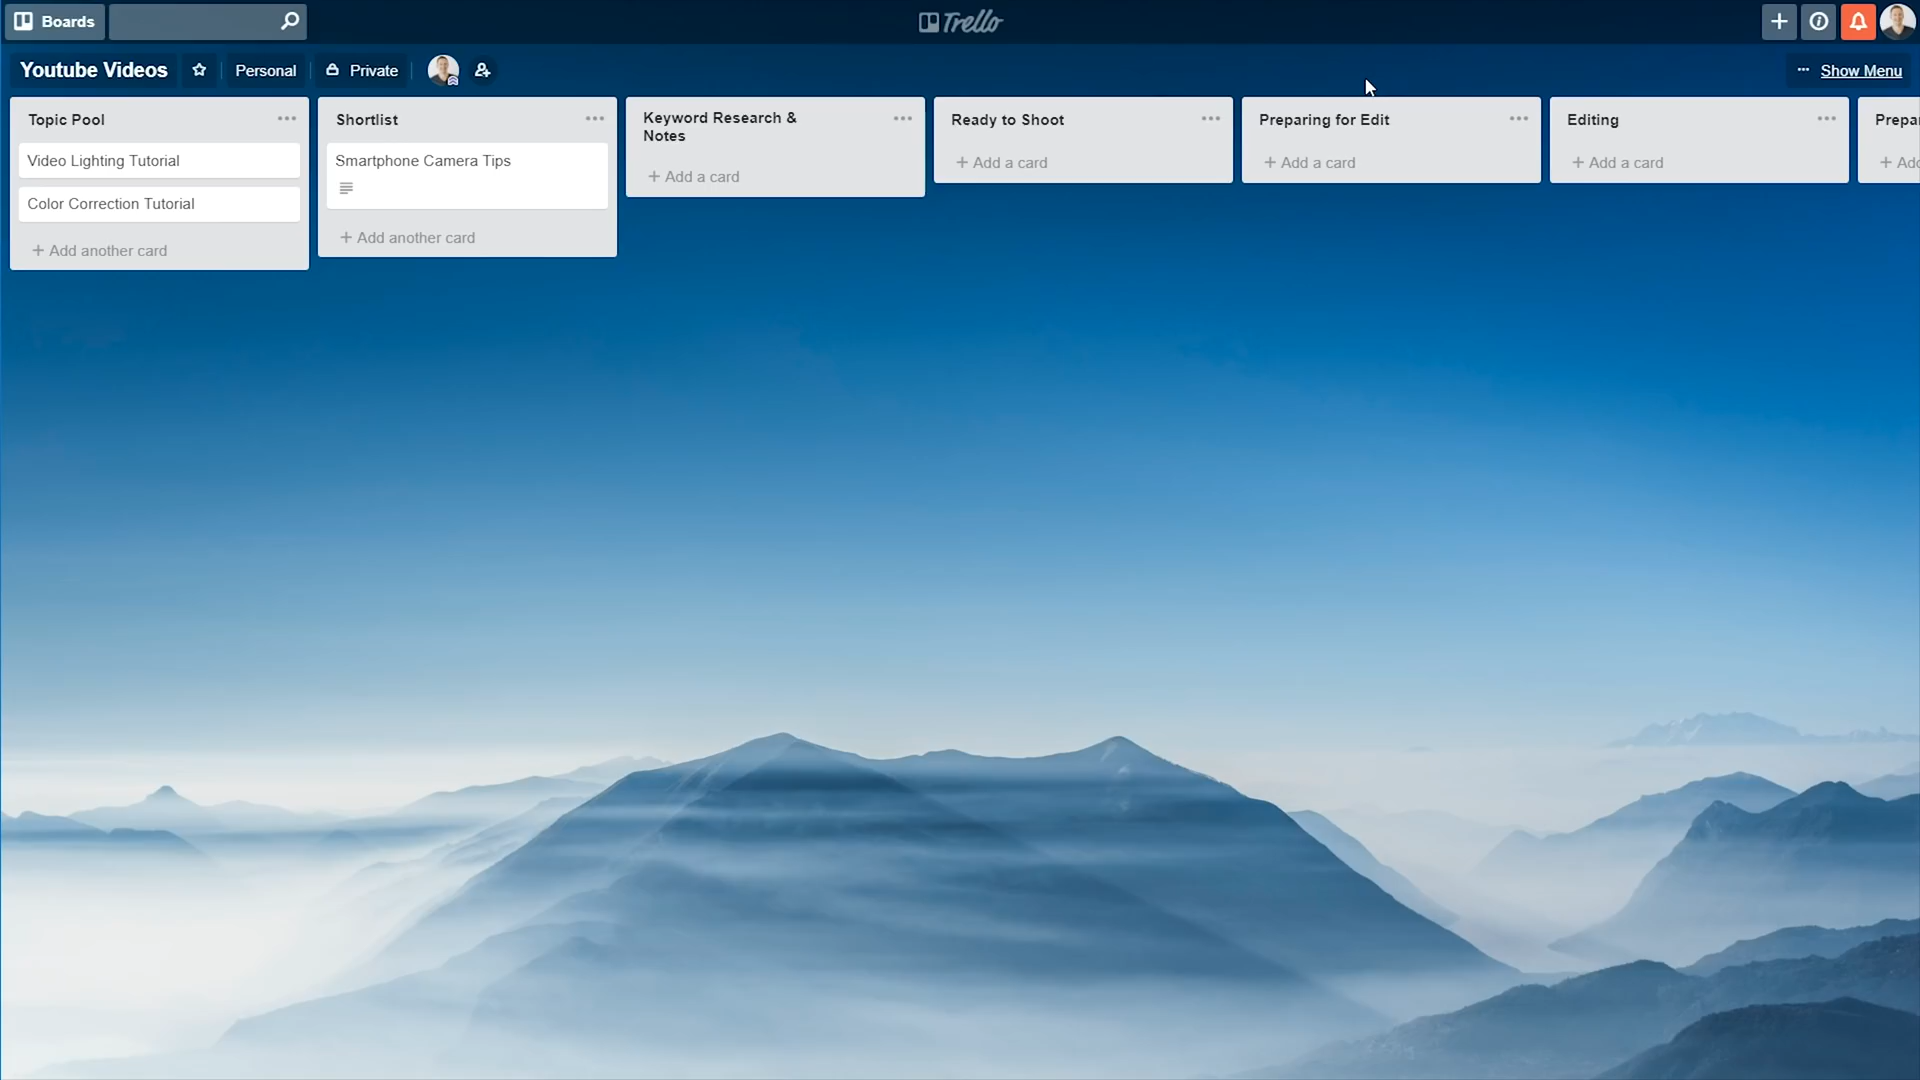 Boards
Trello
Youtube Videos
Personal
Private
Show Menu
Topic Pool
Video Lighting Tutorial
Color Correction Tutorial
+ Add another card
Shortlist
Smartphone Camera Tips
+ Add another card
Keyword Research &
Notes
+ Add a card
Ready to Shoot
+ Add a card
Preparing for Edit
+ Add a card
Editing
+ Add a card
Prepa
+ Add